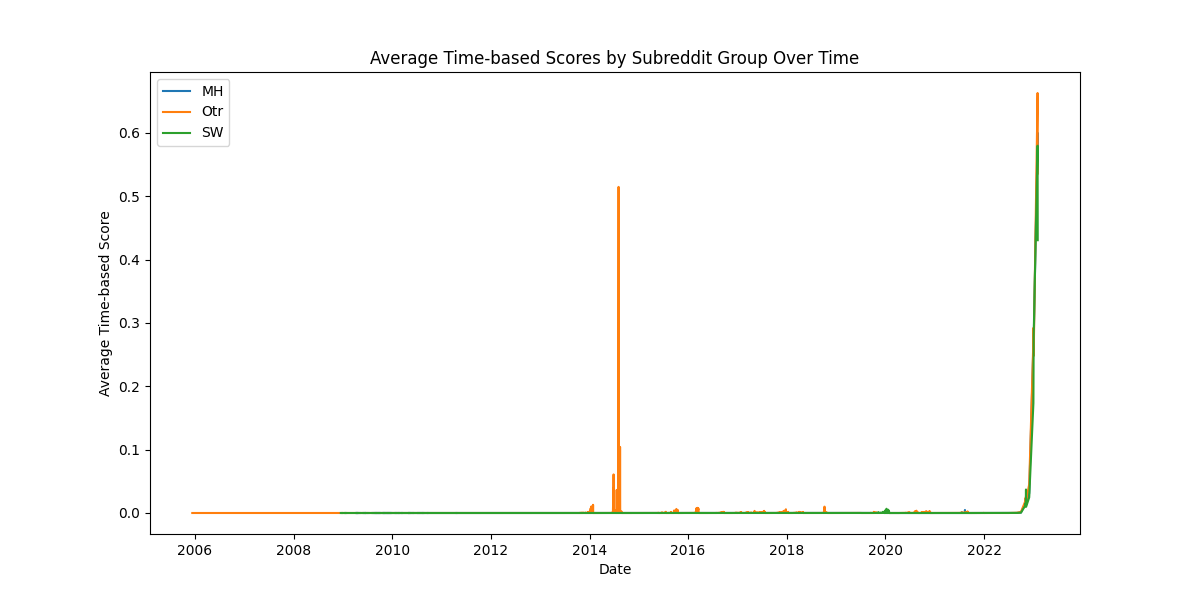 Average Time-based Scores by Subreddit Group Over Time
MH
Otr
SW
Average Time-based Score
0.6
0.5
0.4
0.3
0.2
0.1
0.0
2006 2008 2010 2012 2014 2016 2018 2020 2022
Date